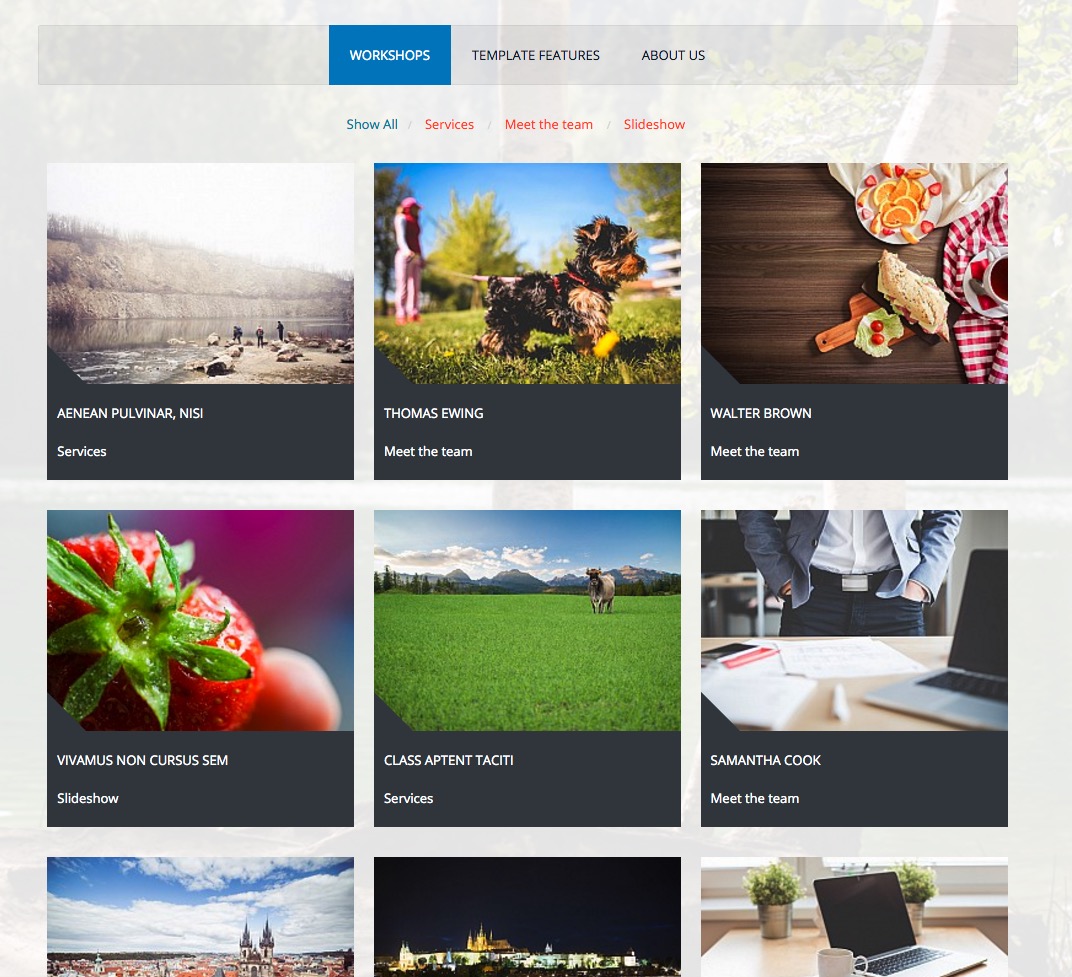 WORKSHOPS TEMPLATE FEATURES ABOUT US
Show All / Services / Meet the team / Slideshow
AENEAN PULVINAR, NISI
Services
THOMAS EWING
Meet the team
WALTER BROWN
Meet the team
VIVAMUS NON CURSUS SEM
Slideshow
CLASS APTENT TACITI
Services
SAMANTHA COOK
Meet the team